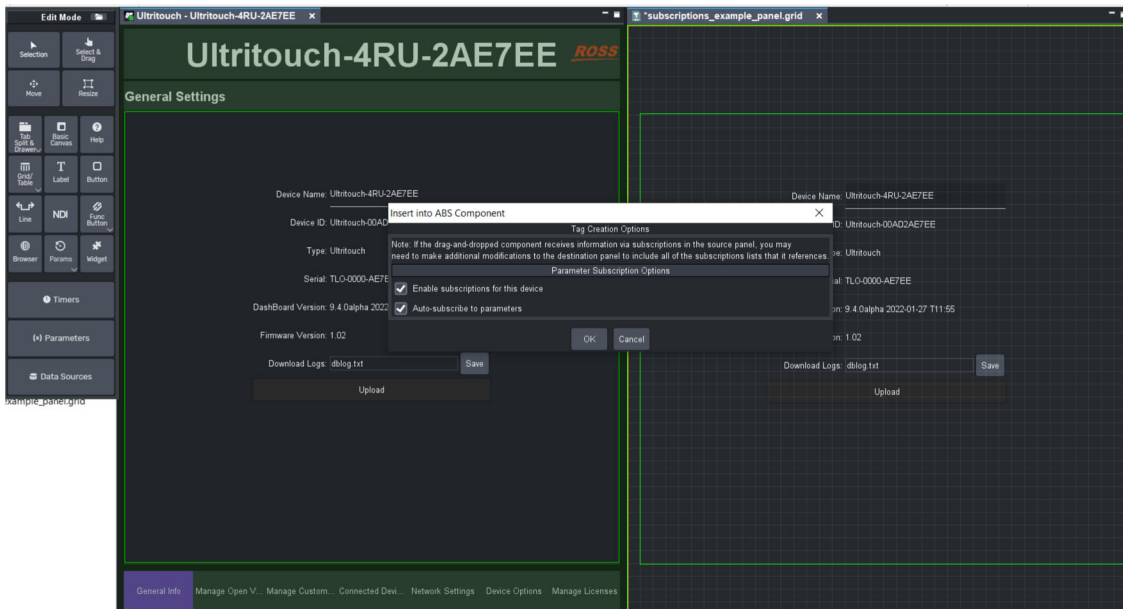 Edit Mode
Selection
Select & Drag
Move
Resize
Tab Split & Drawer
Basic Canvas
Help
Grid/ Table
Label
Button
Line
NDI
Func Button
Browser
Params
Widget
Timers
Parameters
Data Sources
example_panel.grid
Ultritouch - Ultritouch-4RU-2AE7EE
Ultritouch-4RU-2AE7EE
ROSS
General Settings
Device Name: Ultritouch-4RU-2AE7EE
Device ID: Ultritouch-00AD
Type: Ultritouch
Serial: TLO-0000-AE7E
DashBoard Version: 9.4.0alpha 2022
Firmware Version: 1.02
Download Logs: dblog.txt Save
Upload
General Info Manage Open V... Manage Custom... Connected Devi... Network Settings Device Options Manage Licenses
Insert into ABS Component
Tag Creation Options
Note: If the drag-and-dropped component receives information via subscriptions in the source panel, you may
need to make additional modifications to the destination panel to include all of the subscriptions lists that it references.
Parameter Subscription Options
Enable subscriptions for this device
Auto-subscribe to parameters
OK Cancel
*subscriptions_example_panel.grid
Device Name: Ultritouch-4RU-2AE7EE
ID: Ultritouch-00AD2AE7EE
pe: Ultritouch
ial: TLO-0000-AE7EE
on: 9.4.0alpha 2022-01-27 T11:55
on: 1.02
Download Logs: dblog.txt Save
Upload